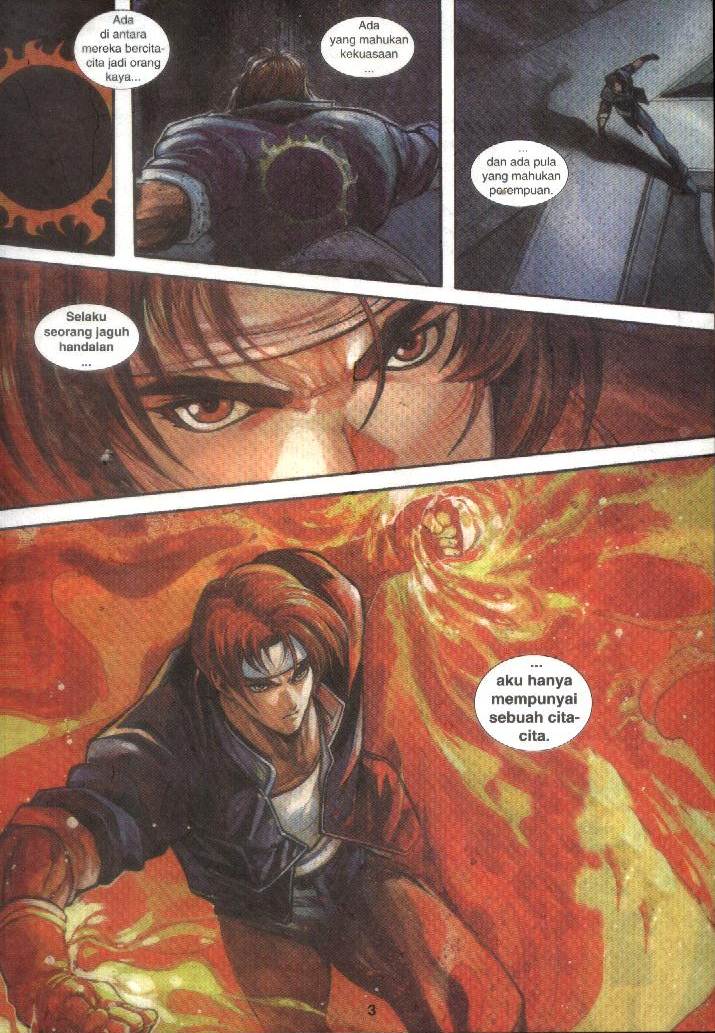 Ada
di antara
mereka bercita-
cita jadi orang
kaya...
Ada
yang mahukan
kekuasaan
...
...
dan ada pula
yang mahukan
perempuan.
Selaku
seorang jaguh
handalan
...
...
aku hanya
mempunyai
sebuah cita-
cita.
3